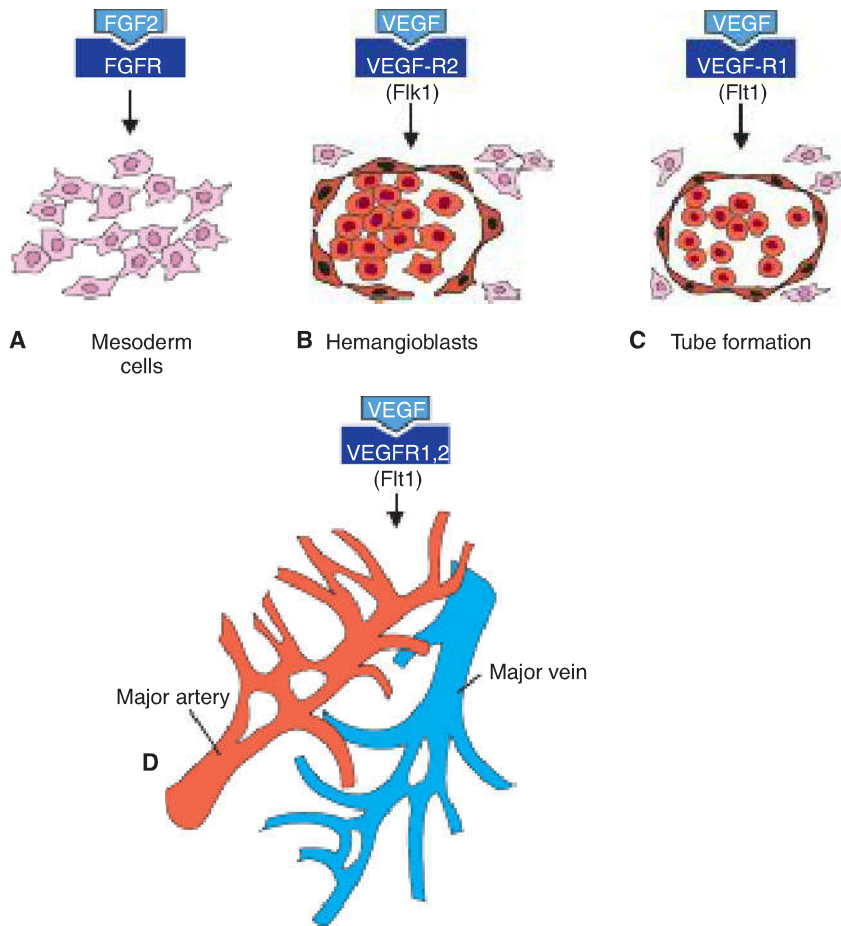 FGF2
FGFR
VEGF
VEGF-R2
(Flk1)
VEGF
VEGF-R1
(Flt1)
A Mesoderm
cells
B Hemangioblasts
C Tube formation
VEGF
VEGFR1,2
(Flt1)
Major vein
Major artery
D